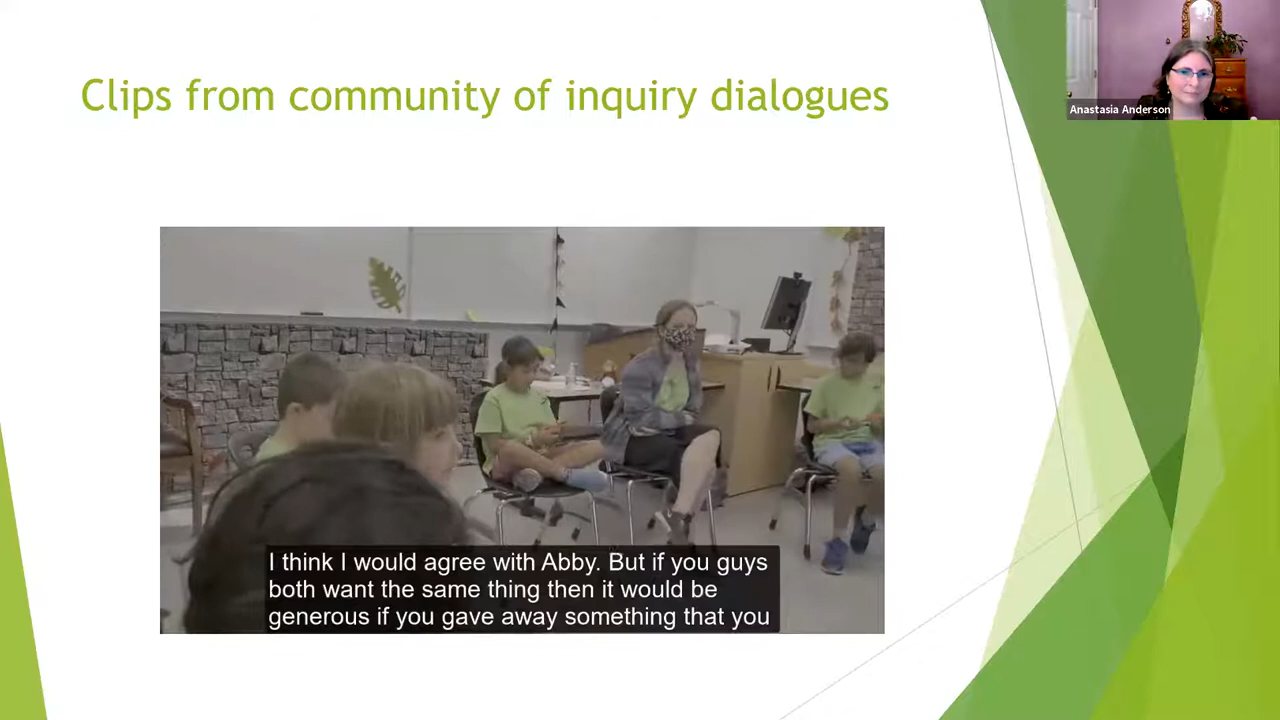 Clips from community of inquiry dialogues
Anastasia Anderson
I think I would agree with Abby. But if you guys
both want the same thing then it would be
generous if you gave away something that you